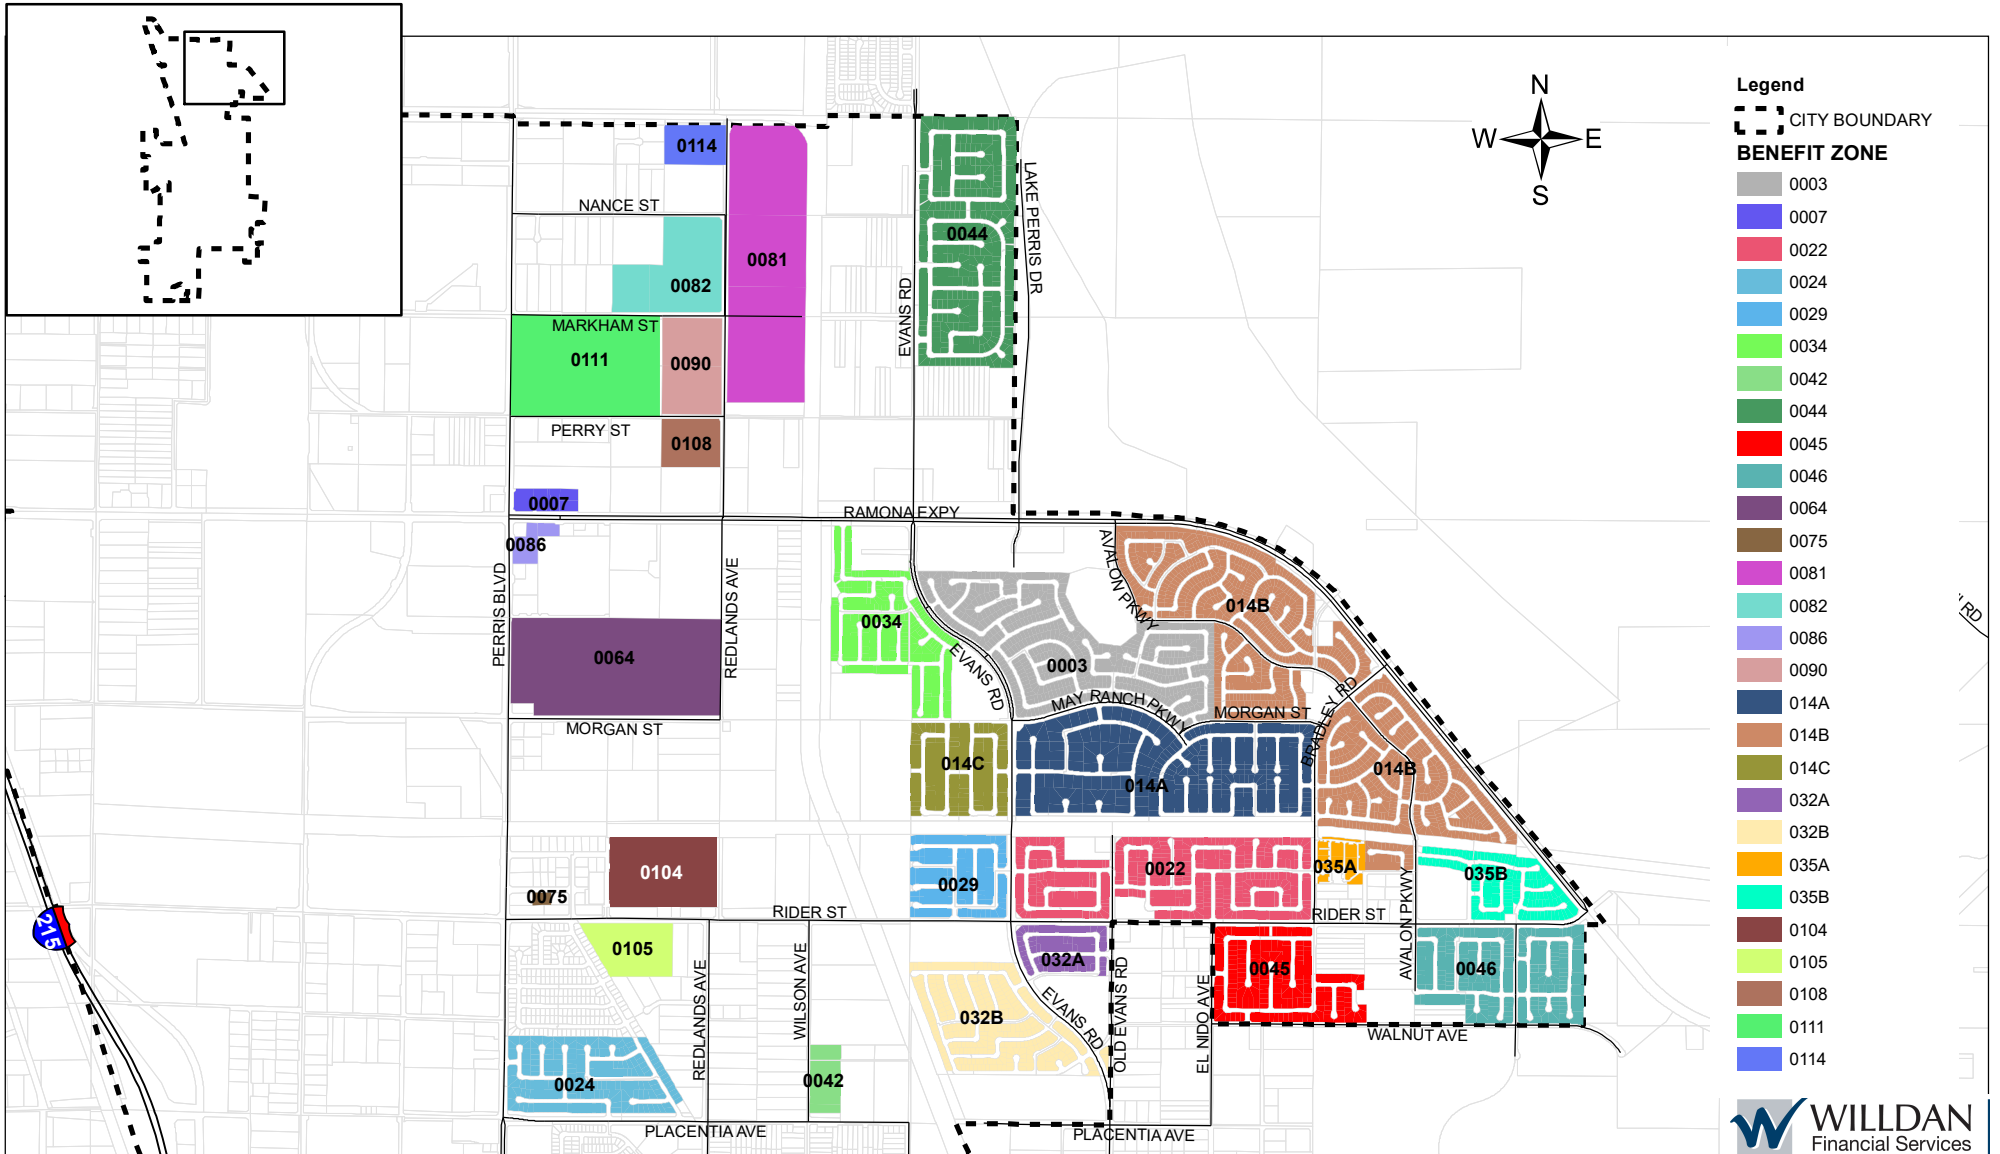 N
W E
S
Legend
CITY BOUNDARY
BENEFIT ZONE
0003
0007
0022
0024
0029
0034
0042
0044
0045
0046
0064
0075
0081
0082
0086
0090
014A
014B
014C
032A
032B
035A
035B
0104
0105
0108
0111
0114
WILLDAN
Financial Services
0114
NANCE ST
0044
0081
0082
LAKE PERRIS DR
EVANS RD
MARKHAM ST
0111
0090
PERRY ST
0108
0007
RAMONA EXPY
0086
AVALON PKWY
PERRIS BLVD
REDLANDS AVE
014B
0034
0064
0003
EVANS RD
MAY RANCH PKWY
MORGAN ST
BRADLEY RD
MORGAN ST
014C
014A
014B
0104
0075
0029
0022
035A
035B
RIDER ST
RIDER ST
AVALON PKWY
215
0105
REDLANDS AVE
WILSON AVE
032A
0045
0046
032B
EVANS RD
OLD EVANS RD
EL NIDO AVE
WALNUT AVE
0024
0042
PLACENTIA AVE
PLACENTIA AVE
RD